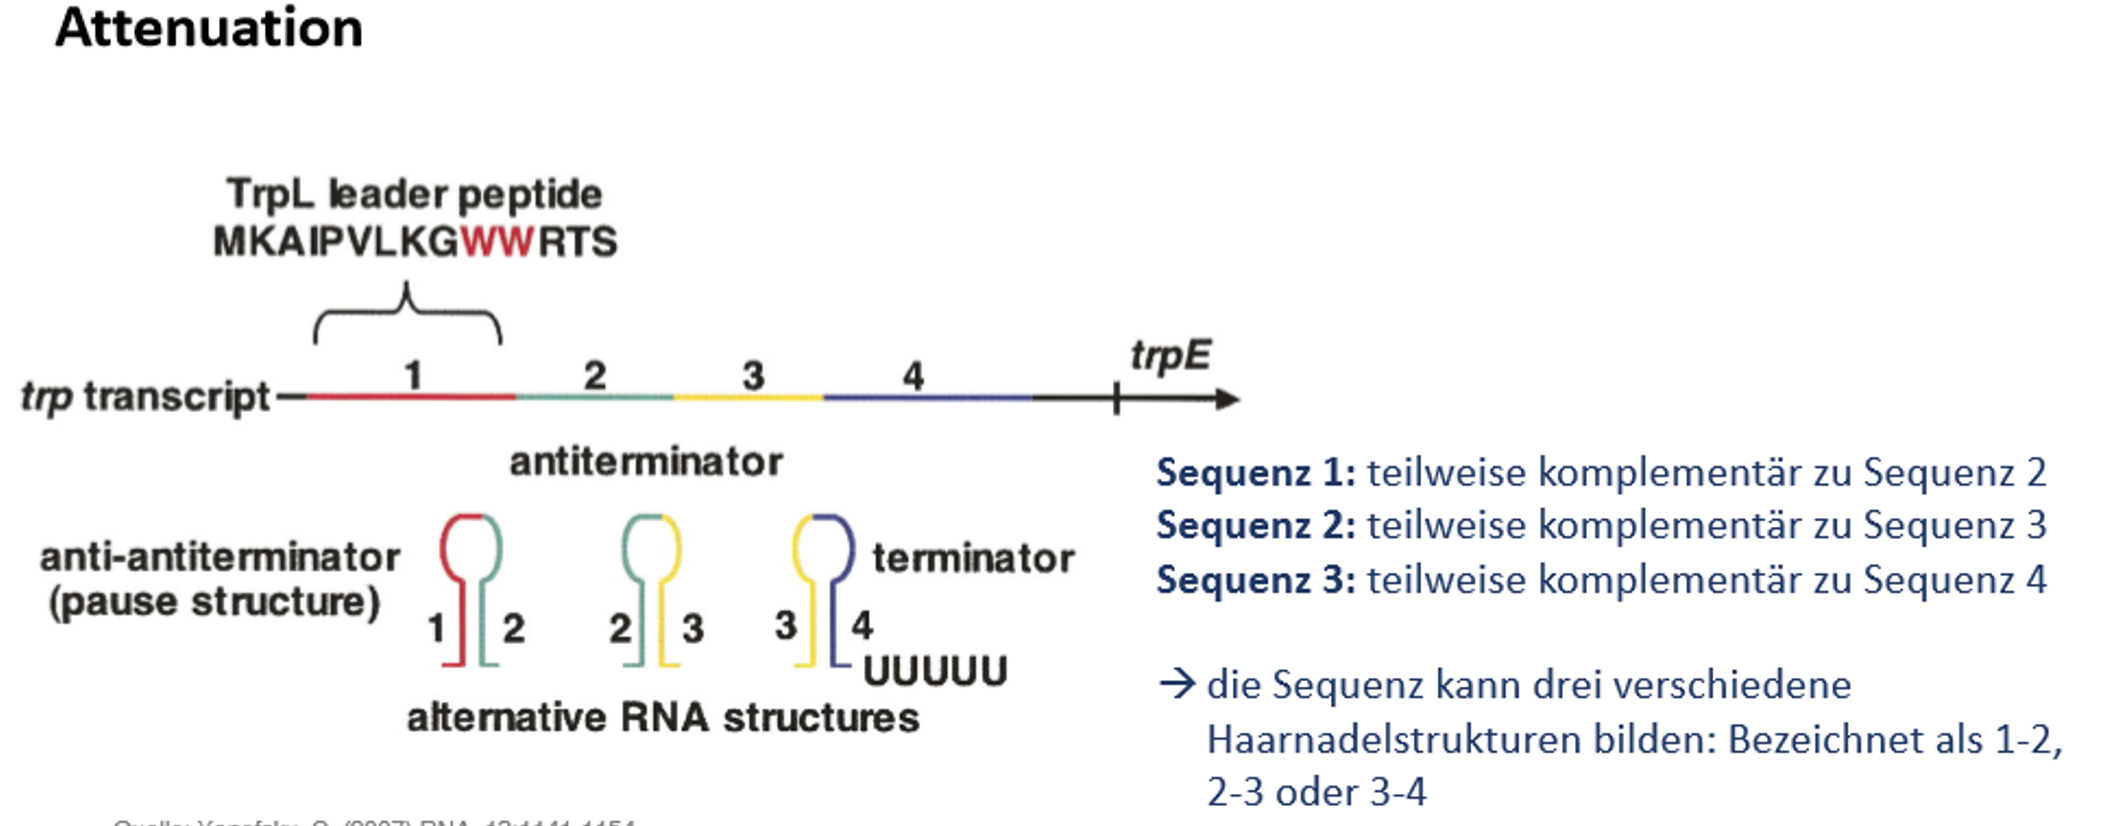 Attenuation
TrpL leader peptide
MKAIPVLKGWWRTS
1 2 3 4 trpE
trp transcript
antiterminator
anti-antiterminator
(pause structure)
terminator
1 2 2 3 3 4
UUUUU
alternative RNA structures
Sequenz 1: teilweise komplementär zu Sequenz 2
Sequenz 2: teilweise komplementär zu Sequenz 3
Sequenz 3: teilweise komplementär zu Sequenz 4
→ die Sequenz kann drei verschiedene
Haarnadelstrukturen bilden: Bezeichnet als 1-2,
2-3 oder 3-4